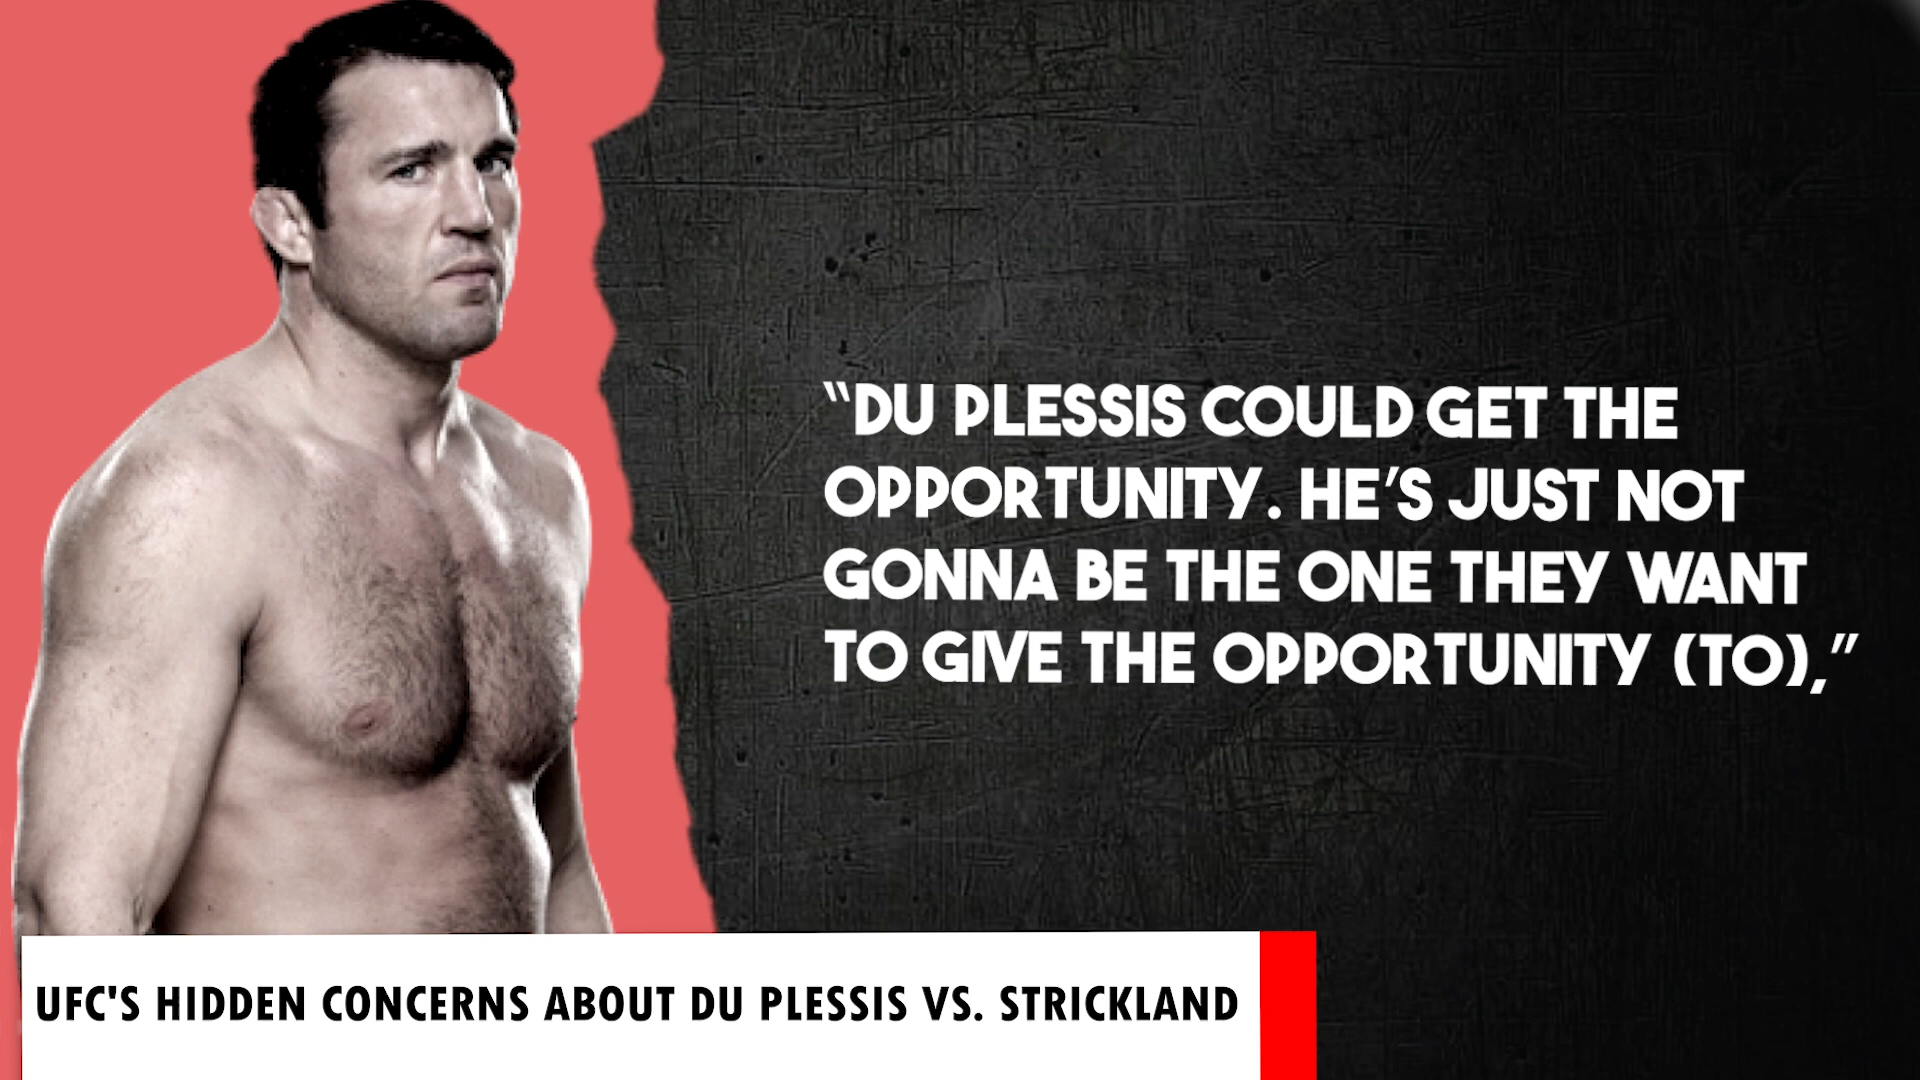 “DU PLESSIS COULD GET THE
OPPORTUNITY. HE’S JUST NOT
GONNA BE THE ONE THEY WANT
TO GIVE THE OPPORTUNITY (TO),”
UFC'S HIDDEN CONCERNS ABOUT DU PLESSIS VS. STRICKLAND